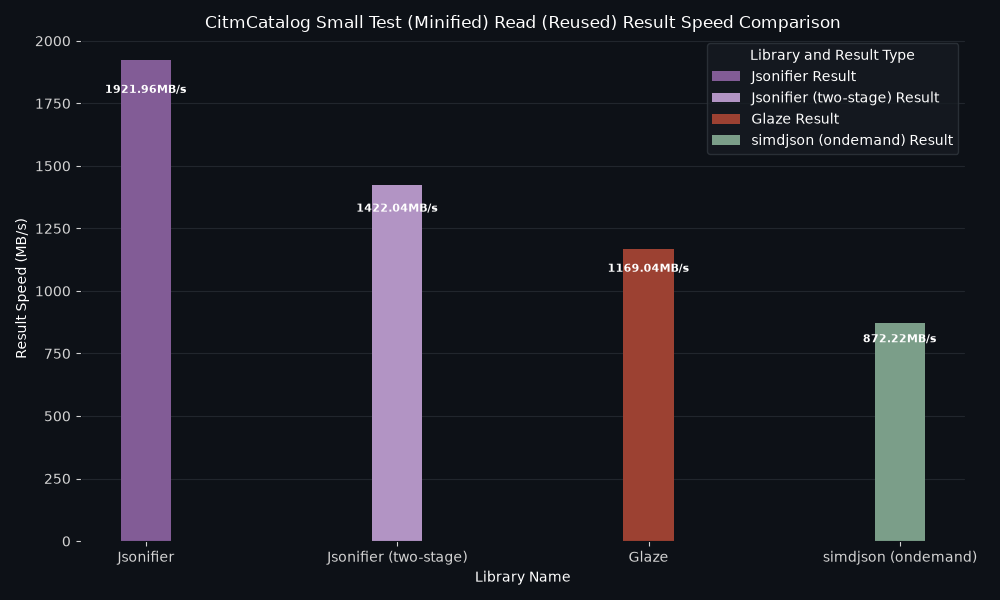 CitmCatalog Small Test (Minified) Read (Reused) Result Speed Comparison
Library and Result Type
Jsonifier Result
Jsonifier (two-stage) Result
Glaze Result
simdjson (ondemand) Result
Result Speed (MB/s)
2000
1750
1500
1250
1000
750
500
250
0
1921.96MB/s
1422.04MB/s
1169.04MB/s
872.22MB/s
Jsonifier
Jsonifier (two-stage)
Glaze
simdjson (ondemand)
Library Name